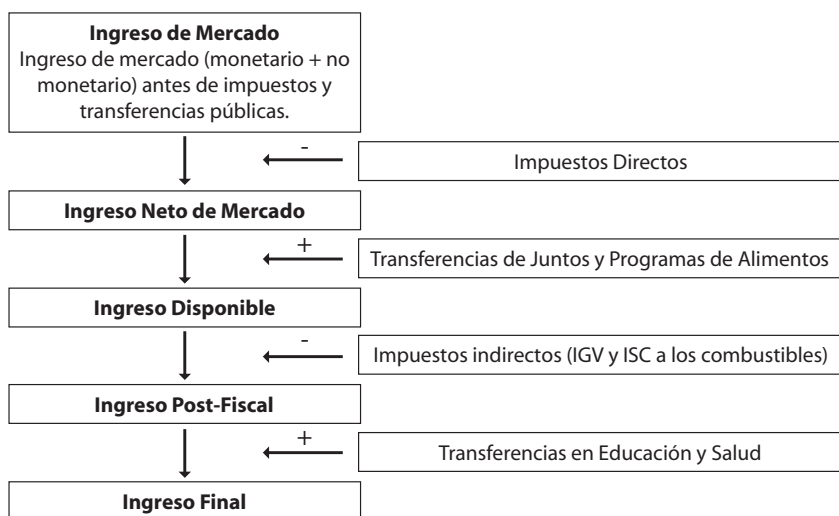 Ingreso de Mercado
Ingreso de mercado (monetario + no
monetario) antes de impuestos y
transferencias públicas.
-
Impuestos Directos
Ingreso Neto de Mercado
+
Transferencias de Juntos y Programas de Alimentos
Ingreso Disponible
-
Impuestos indirectos (IGV y ISC a los combustibles)
Ingreso Post-Fiscal
+
Transferencias en Educación y Salud
Ingreso Final